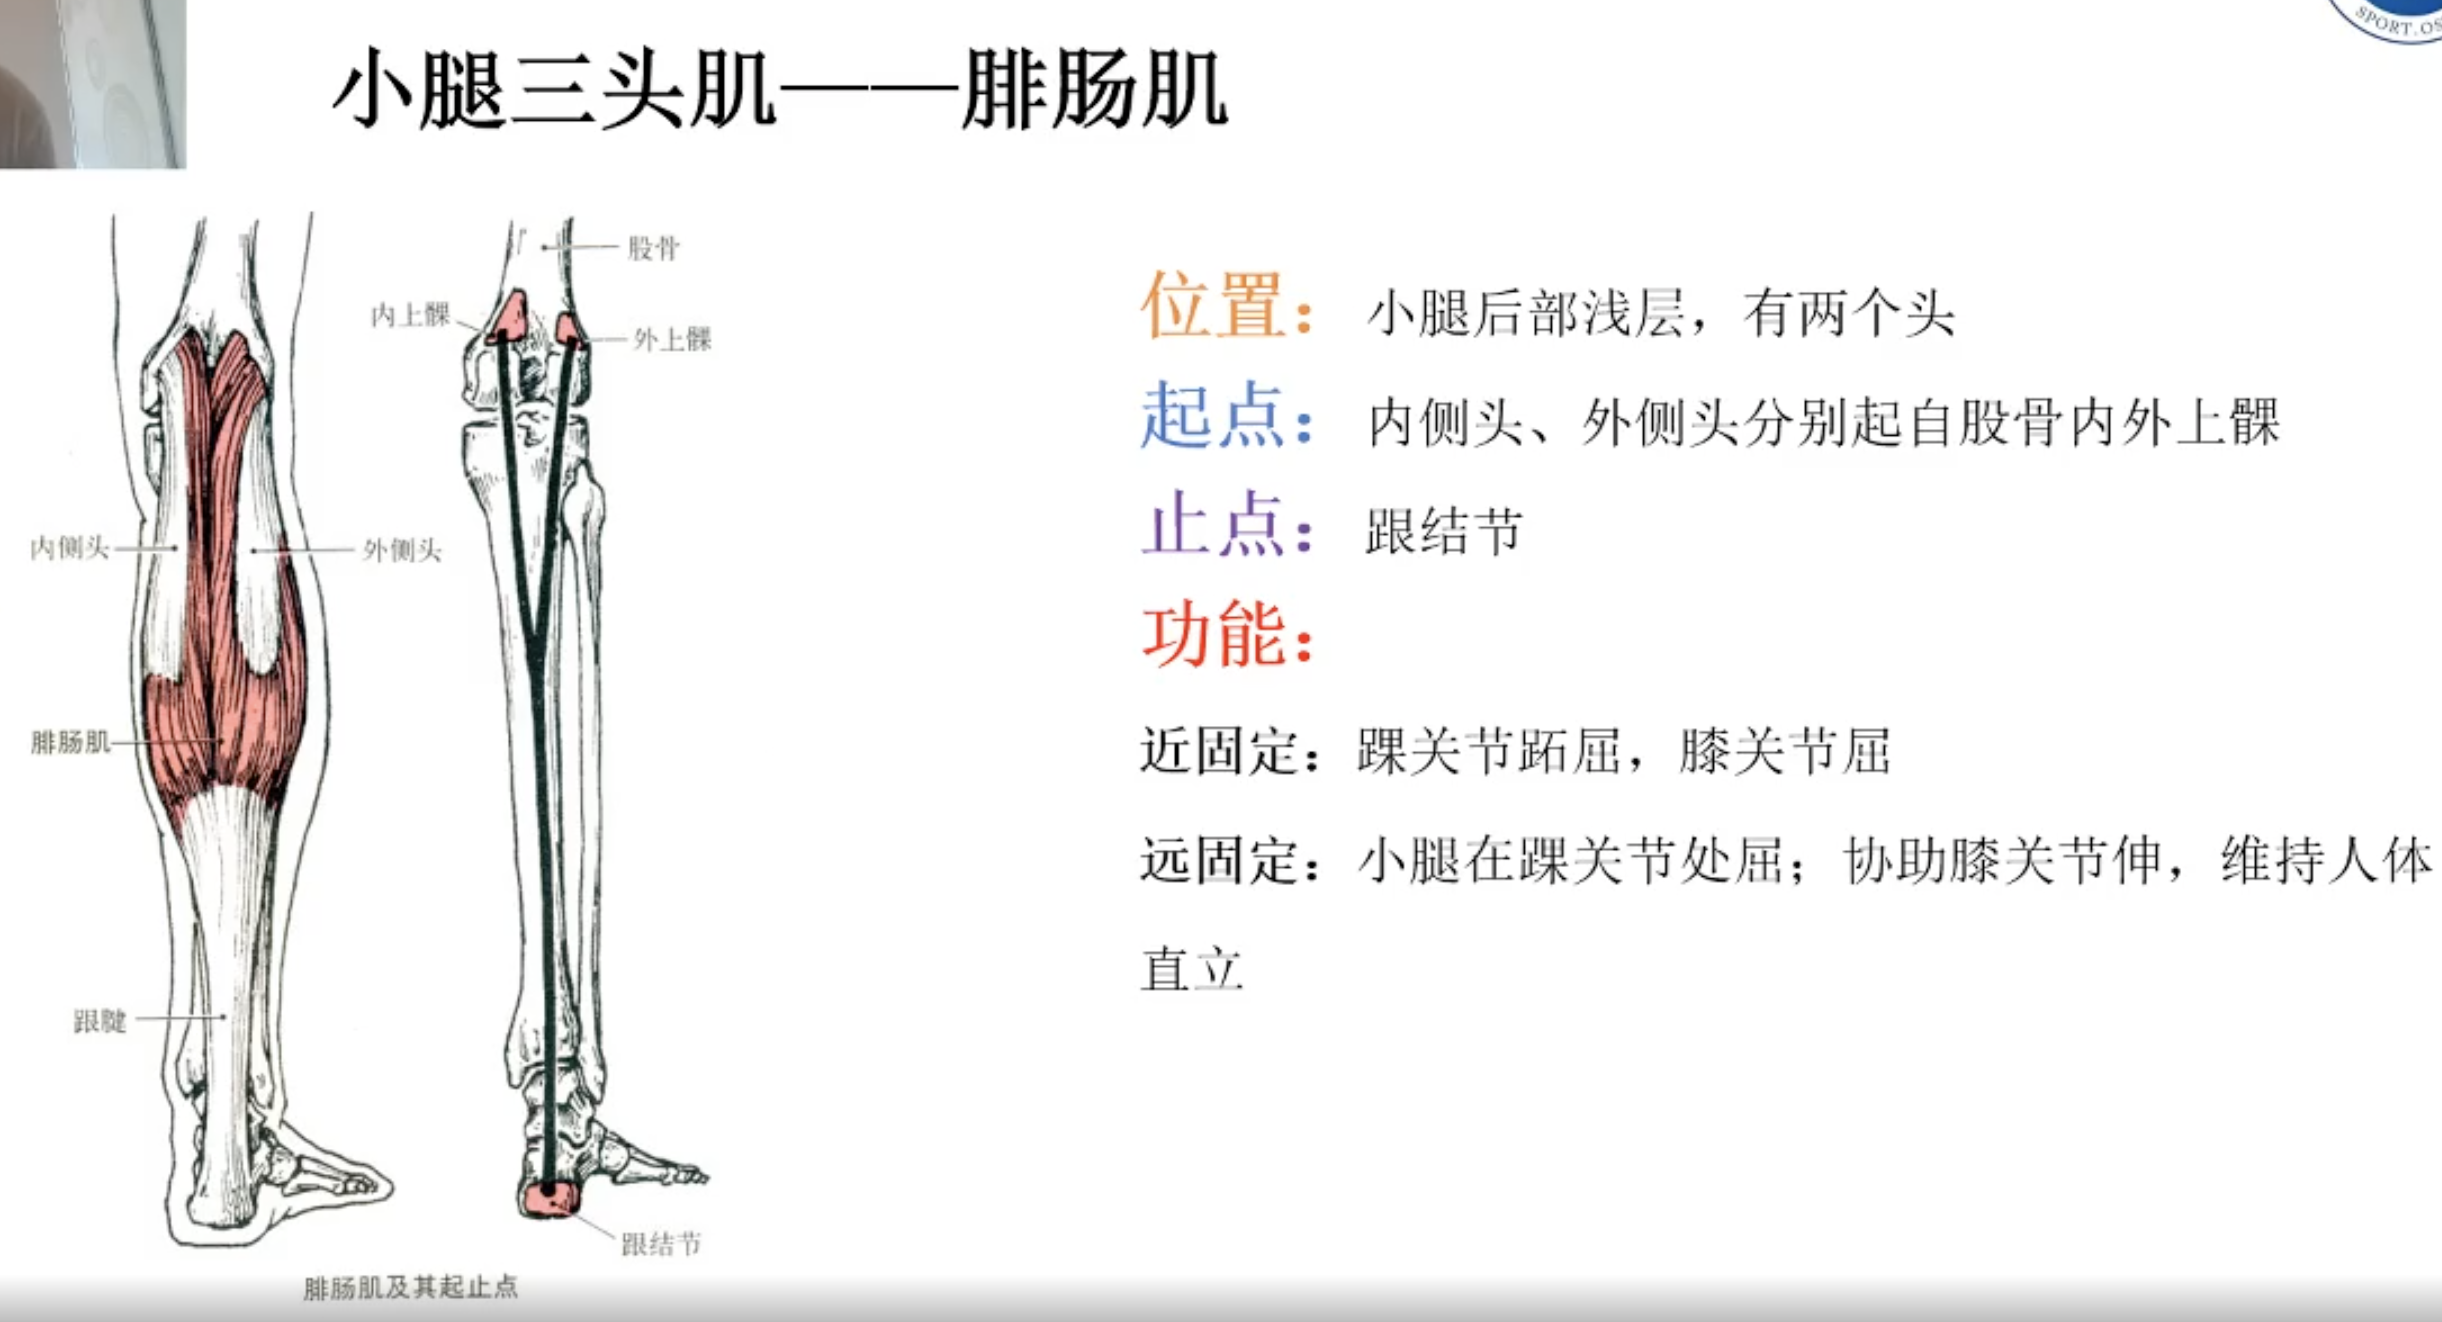 SPORT.OS
小腿三头肌——腓肠肌
股骨
内上髁
外上髁
内侧头
外侧头
腓肠肌
跟腱
跟结节
腓肠肌及其起止点
位置：小腿后部浅层，有两个头
起点：内侧头、外侧头分别起自股骨内外上髁
止点：跟结节
功能：
近固定：踝关节跖屈，膝关节屈
远固定：小腿在踝关节处屈；协助膝关节伸，维持人体
直立